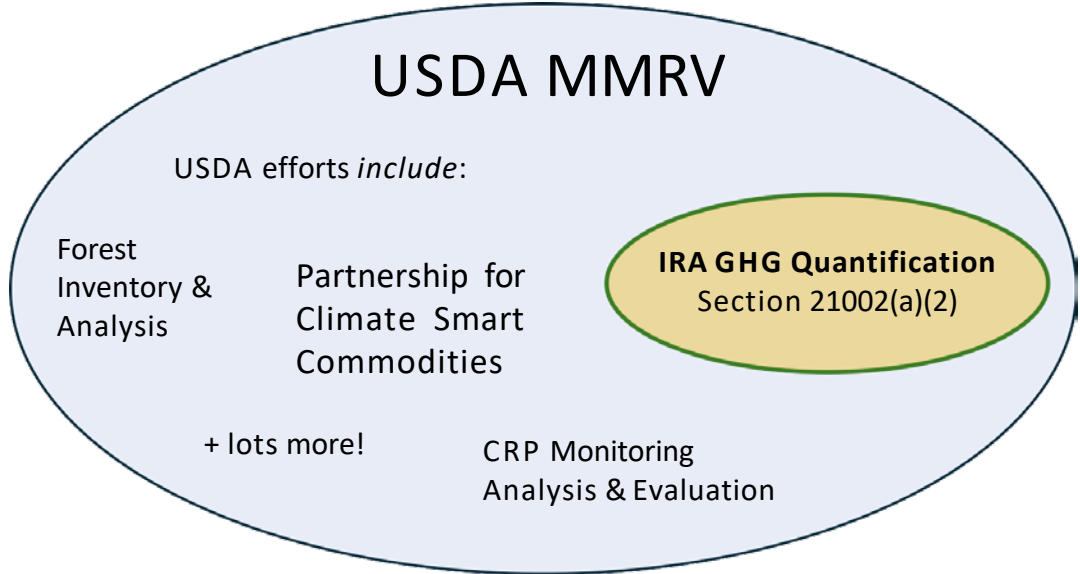 USDA MMRV
USDA efforts include:
Forest
Inventory &
Analysis
Partnership for
Climate Smart
Commodities
IRA GHG Quantification
Section 21002(a)(2)
+ lots more!
CRP Monitoring
Analysis & Evaluation